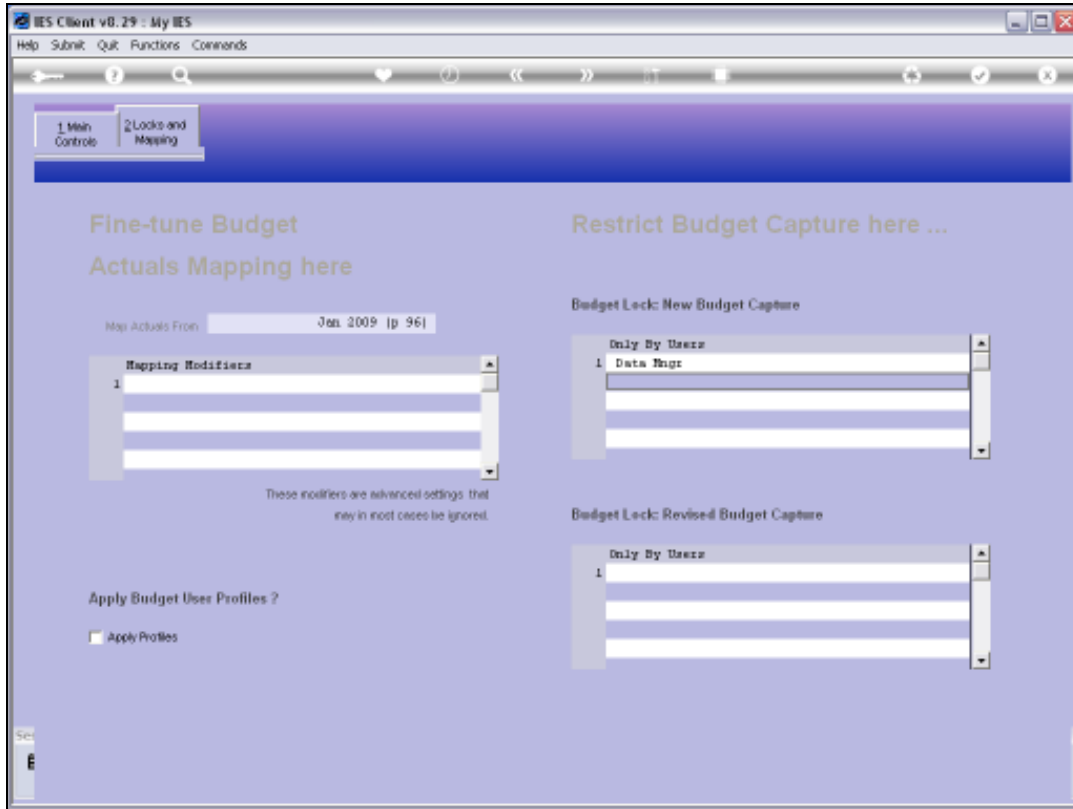 IES Client v8.29 : My IES
Help Submit Quit Functions Commands
1 Main Controls
2 Locks and Mapping
Fine-tune Budget
Actuals Mapping here
Map Actuals From Jan 2009 (p 96)
Mapping Modifiers
1
These modifiers are advanced settings that
may in most cases be ignored.
Apply Budget User Profiles ?
Apply Profiles
Restrict Budget Capture here ...
Budget Lock: New Budget Capture
Only By Users
1 Data Mngr
Budget Lock: Revised Budget Capture
Only By Users
1